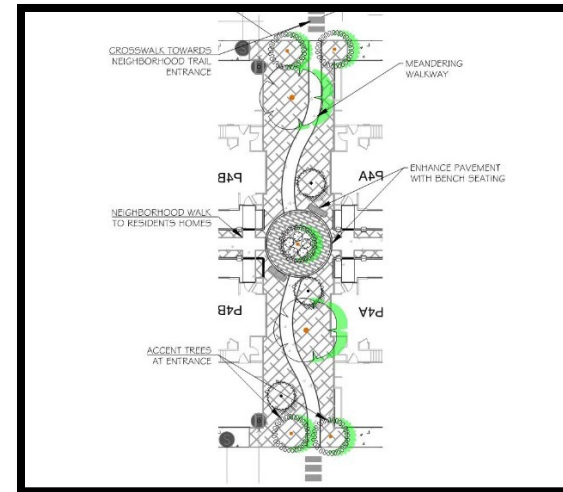 CROSSWALK TOWARDS
NEIGHBORHOOD TRAIL
ENTRANCE
MEANDERING
WALKWAY
P4B
P4A
ENHANCE PAVEMENT
WITH BENCH SEATING
NEIGHBORHOOD WALK
TO RESIDENTS HOMES
P4B
P4A
ACCENT TREES
AT ENTRANCE